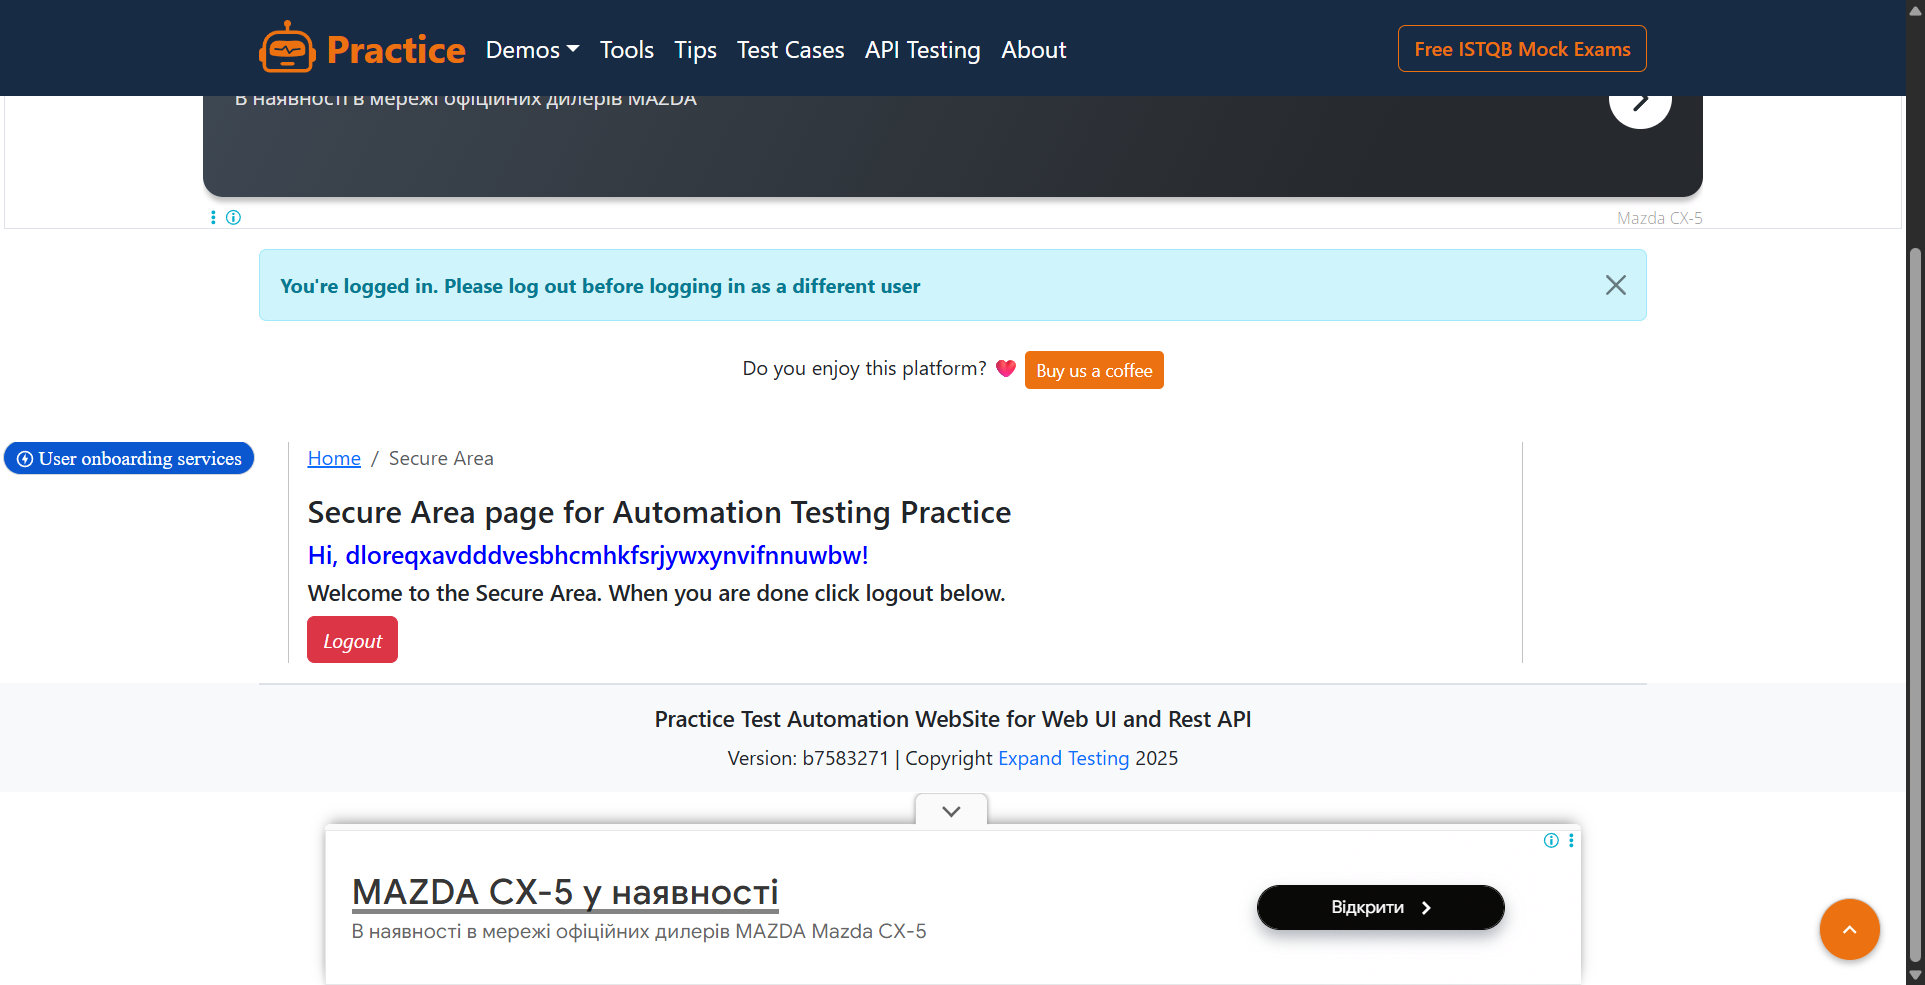 Practice
Demos
Tools
Tips
Test Cases
API Testing
About
Free ISTQB Mock Exams
В наявності в мережі офіційних дилерів MAZDA
Mazda CX-5
You're logged in. Please log out before logging in as a different user
Do you enjoy this platform?
Buy us a coffee
User onboarding services
Home / Secure Area
Secure Area page for Automation Testing Practice
Hi, dloreqxavdddvesbhcmhkfsrjywxynvifnnuwbw!
Welcome to the Secure Area. When you are done click logout below.
Logout
Practice Test Automation WebSite for Web UI and Rest API
Version: b7583271 | Copyright Expand Testing 2025
MAZDA CX-5 у наявності
В наявності в мережі офіційних дилерів MAZDA Mazda CX-5
Відкрити